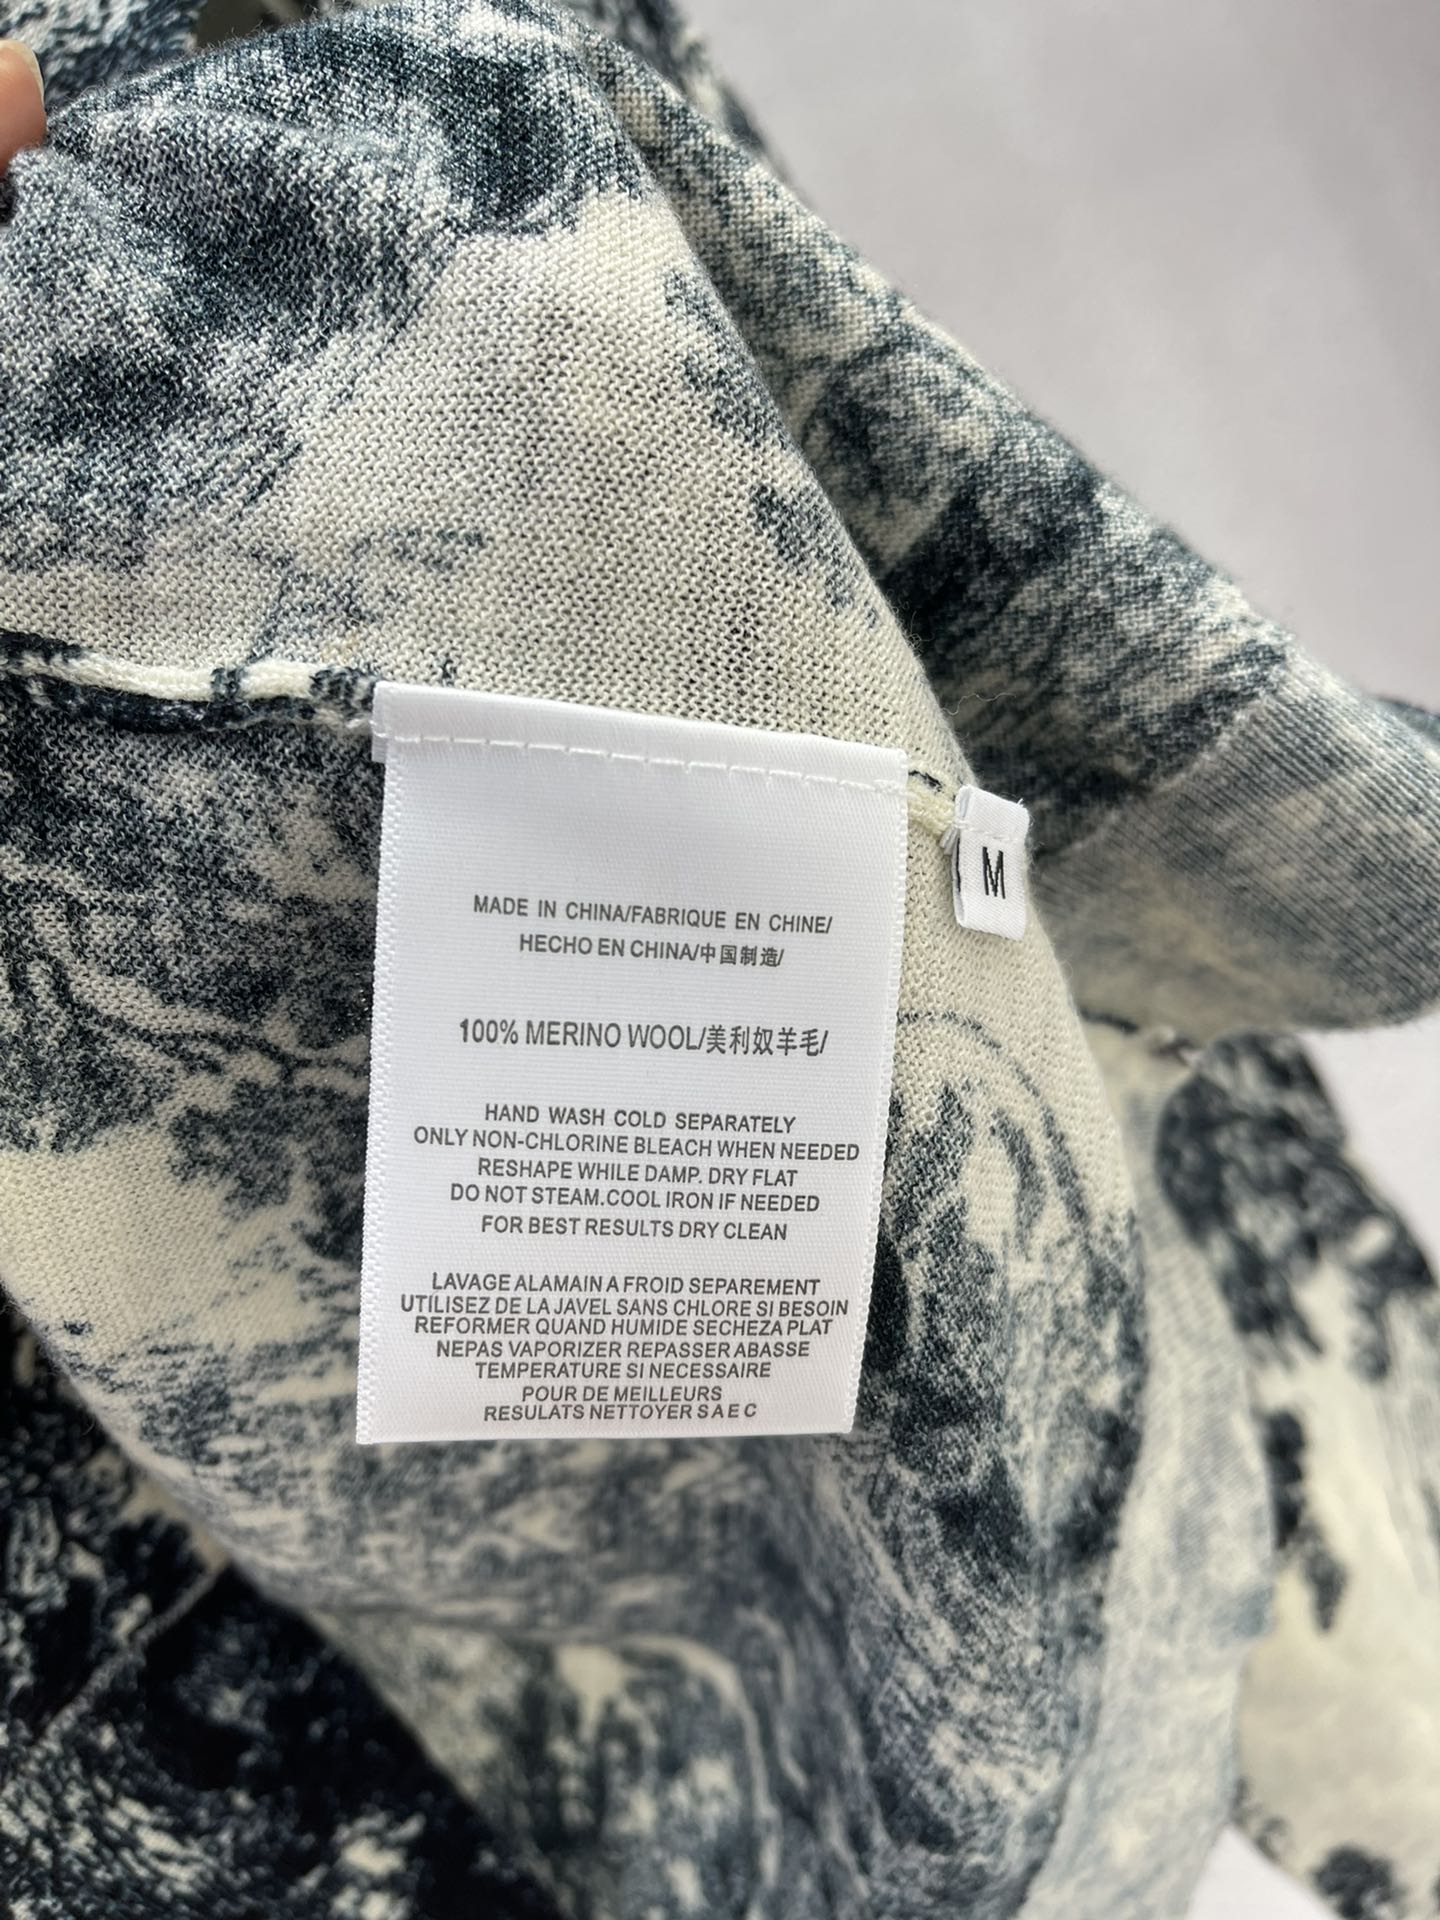 MADE IN CHINA/FABRIQUE EN CHINE/
HECHO EN CHINA/中国制造/
100% MERINO WOOL/美利奴羊毛/
HAND WASH COLD SEPARATELY
ONLY NON-CHLORINE BLEACH WHEN NEEDED
RESHAPE WHILE DAMP. DRY FLAT
DO NOT STEAM.COOL IRON IF NEEDED
FOR BEST RESULTS DRY CLEAN
LAVAGE ALAMAIN A FROID SEPAREMENT
UTILISEZ DE LA JAVEL SANS CHLORE SI BESOIN
REFORMER QUAND HUMIDE SECHEZA PLAT
NEPAS VAPORIZER REPASSER ABASSE
TEMPERATURE SI NECESSAIRE
POUR DE MEILLEURS
RESULATS NETTOYER S A E C
M